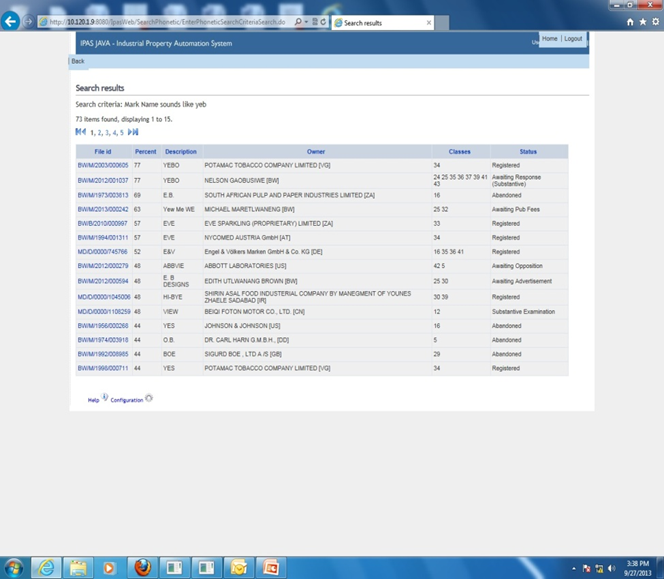 http://10.120.1.9:8080/IpasWeb/SearchPhonetic/EnterPhoneticSearchCriteriaSearch.do
Search results
IPAS JAVA - Industrial Property Automation System
Home | Logout
Back
Search results
Search criteria: Mark Name sounds like yeb
73 items found, displaying 1 to 15.
1, 2, 3, 4, 5
File id Percent Description Owner Classes Status
BW/M/2003/000605 77 YEBO POTAMAC TOBACCO COMPANY LIMITED [VG] 34 Registered
BW/M/2012/001037 77 YEBO NELSON GAOBUSIWE [BW] 24 25 35 36 37 39 41 43 Awaiting Response (Substantive)
BW/M/1973/003613 69 E.B. SOUTH AFRICAN PULP AND PAPER INDUSTRIES LIMITED [ZA] 16 Abandoned
BW/M/2013/000242 63 Yew Me WE MICHAEL MARETLWANENG [BW] 25 32 Awaiting Pub Fees
BW/B/2010/000997 57 EVE EVE SPARKLING (PROPRIETARY) LIMITED [ZA] 33 Registered
BW/M/1994/001311 57 EVE NYCOMED AUSTRIA GmbH [AT] 34 Registered
MD/D/0000/745766 52 E&V Engel & Völkers Marken GmbH & Co. KG [DE] 16 35 36 41 Registered
BW/M/2012/000279 48 ABBVIE ABBOTT LABORATORIES [US] 42 5 Awaiting Opposition
BW/M/2012/000594 48 E. B DESIGNS EDITH UTLWANANG BROWN [BW] 25 30 Awaiting Advertisement
MD/D/0000/1045006 48 HI-BYE SHIRIN ASAL FOOD INDUSTERIAL COMPANY BY MANEGMENT OF YOUNES ZHAELE SADABAD [IR] 30 39 Registered
MD/D/0000/1108259 48 VIEW BEIQI FOTON MOTOR CO., LTD. [CN] 12 Substantive Examination
BW/M/1956/000268 44 YES JOHNSON & JOHNSON [US] 16 Abandoned
BW/M/1974/003918 44 O.B. DR. CARL HARN G.M.B.H., [DD] 5 Abandoned
BW/M/1992/008985 44 BOE SIGURD BOE , LTD A /S [GB] 29 Abandoned
BW/M/1998/000711 44 YES POTAMAC TOBACCO COMPANY LIMITED [VG] 34 Registered
Help Configuration
3:38 PM
9/27/2013